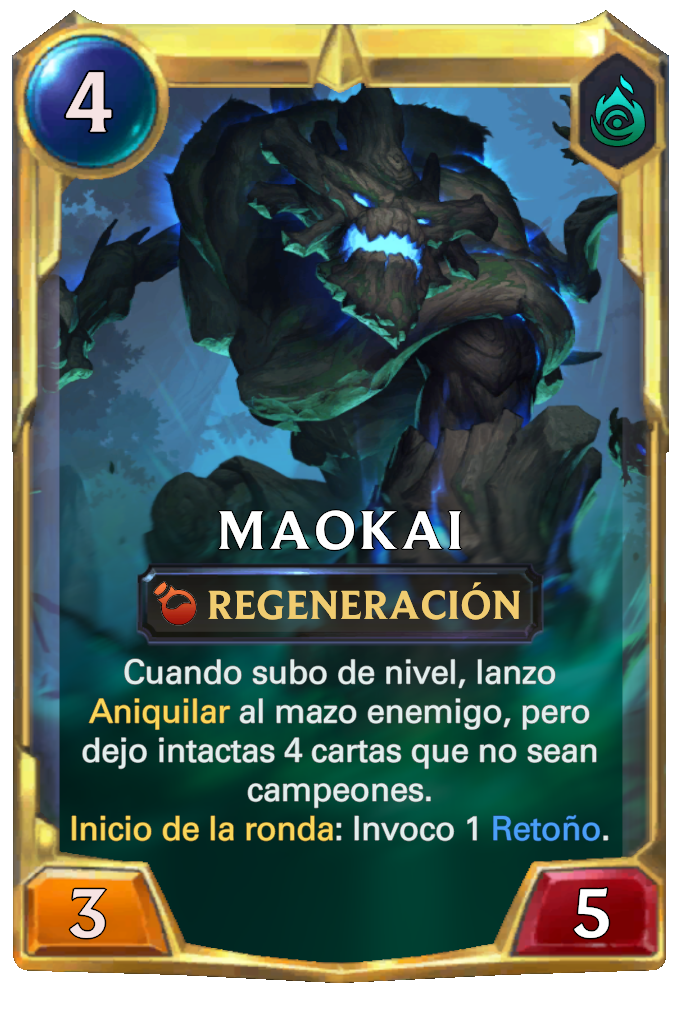 4
MAOKAI
REGENERACIÓN
Cuando subo de nivel, lanzo
Aniquilar al mazo enemigo, pero
dejo intactas 4 cartas que no sean
campeones.
Inicio de la ronda: Invoco 1 Retoño.
3
5